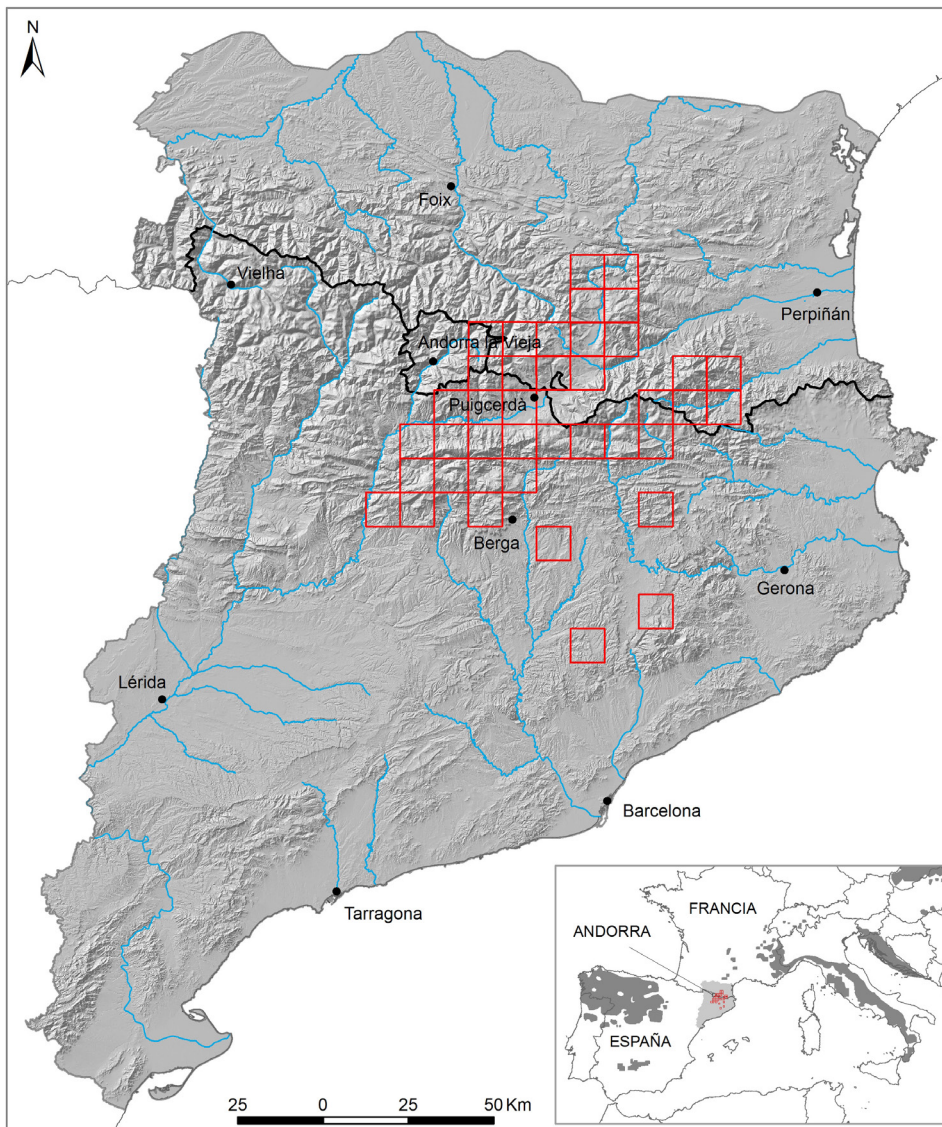 N
Foix
Vielha
Perpiñán
Andorra la Vieja
Puigcerdà
Berga
Gerona
Lérida
Barcelona
Tarragona
FRANCIA
ANDORRA
ESPAÑA
25 0 25 50 Km